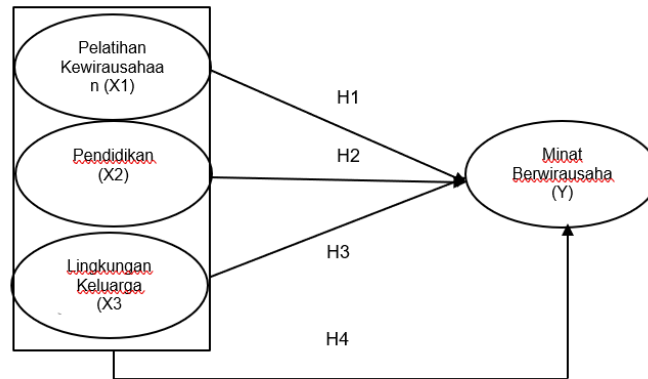 Pelatihan
Kewirausahaa
n (X1)
H1
Pendidikan
(X2)
H2
Minat
Berwirausaha
(Y)
Lingkungan
Keluarga
(X3
H3
H4